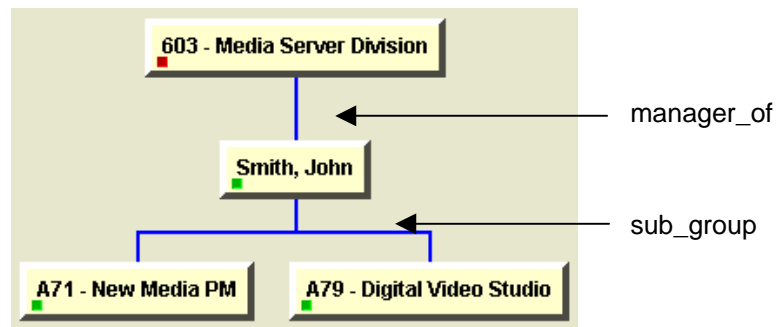 603 - Media Server Division
manager_of
Smith, John
sub_group
A71 - New Media PM
A79 - Digital Video Studio